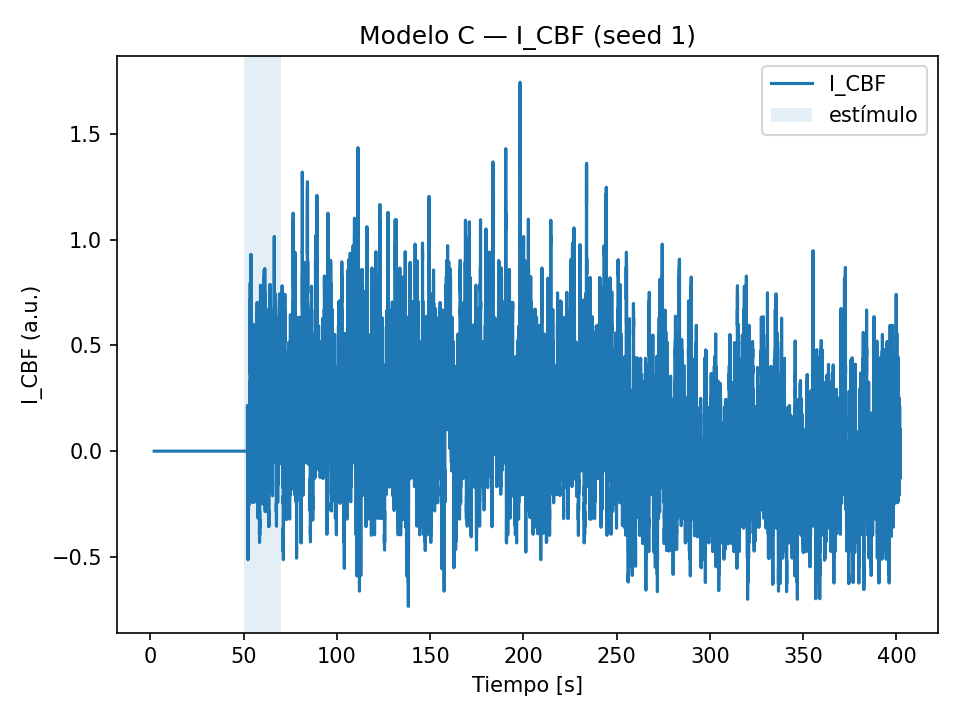 Modelo C — I_CBF (seed 1)
I_CBF
estímulo
I_CBF (a.u.)
1.5
1.0
0.5
0.0
−0.5
0 50 100 150 200 250 300 350 400
Tiempo [s]